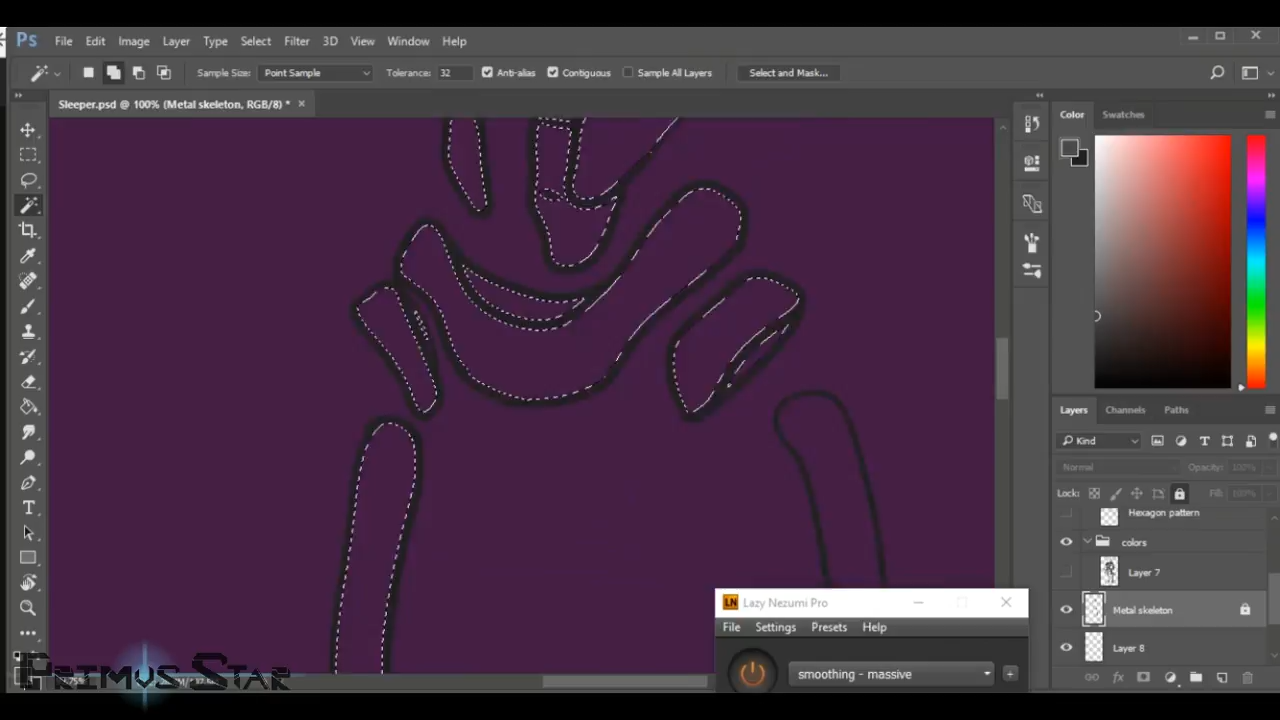 Ps File Edit Image Layer Type Select Filter 3D View Window Help
Sample Size: Point Sample Tolerance: 32 Anti-alias Contiguous Sample All Layers Select and Mask...
Sleeper.psd @ 100% (Metal skeleton, RGB/8) * ×
Color Swatches
Layers Channels Paths
Kind
Normal Opacity: 100%
Lock: Fill: 100%
Hexagon pattern
colors
Layer 7
Metal skeleton
Layer 8
LN Lazy Nezumi Pro
File Settings Presets Help
smoothing - massive
PRIMUS STAR